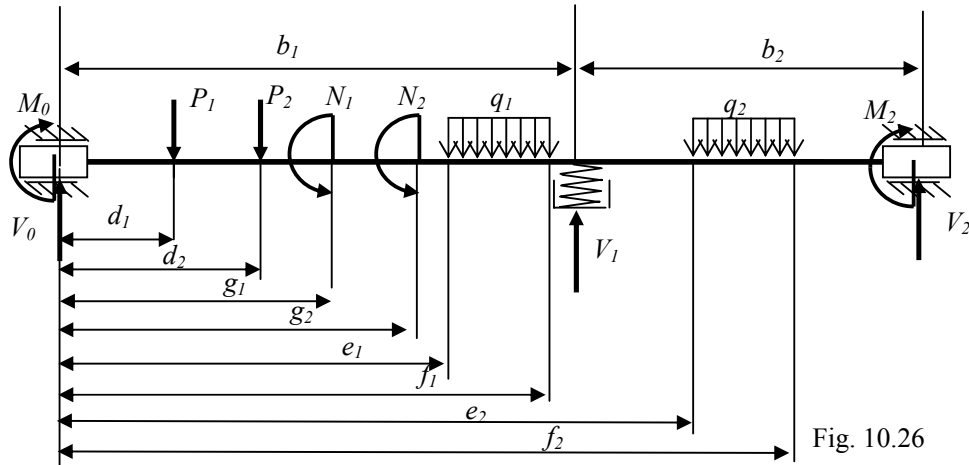 b₁ b₂
M₀ P₁ P₂ N₁ N₂ q₁ q₂ M₂
V₀ d₁ V₁ V₂
d₂
g₁
g₂
e₁
f₁
e₂
f₂ Fig. 10.26